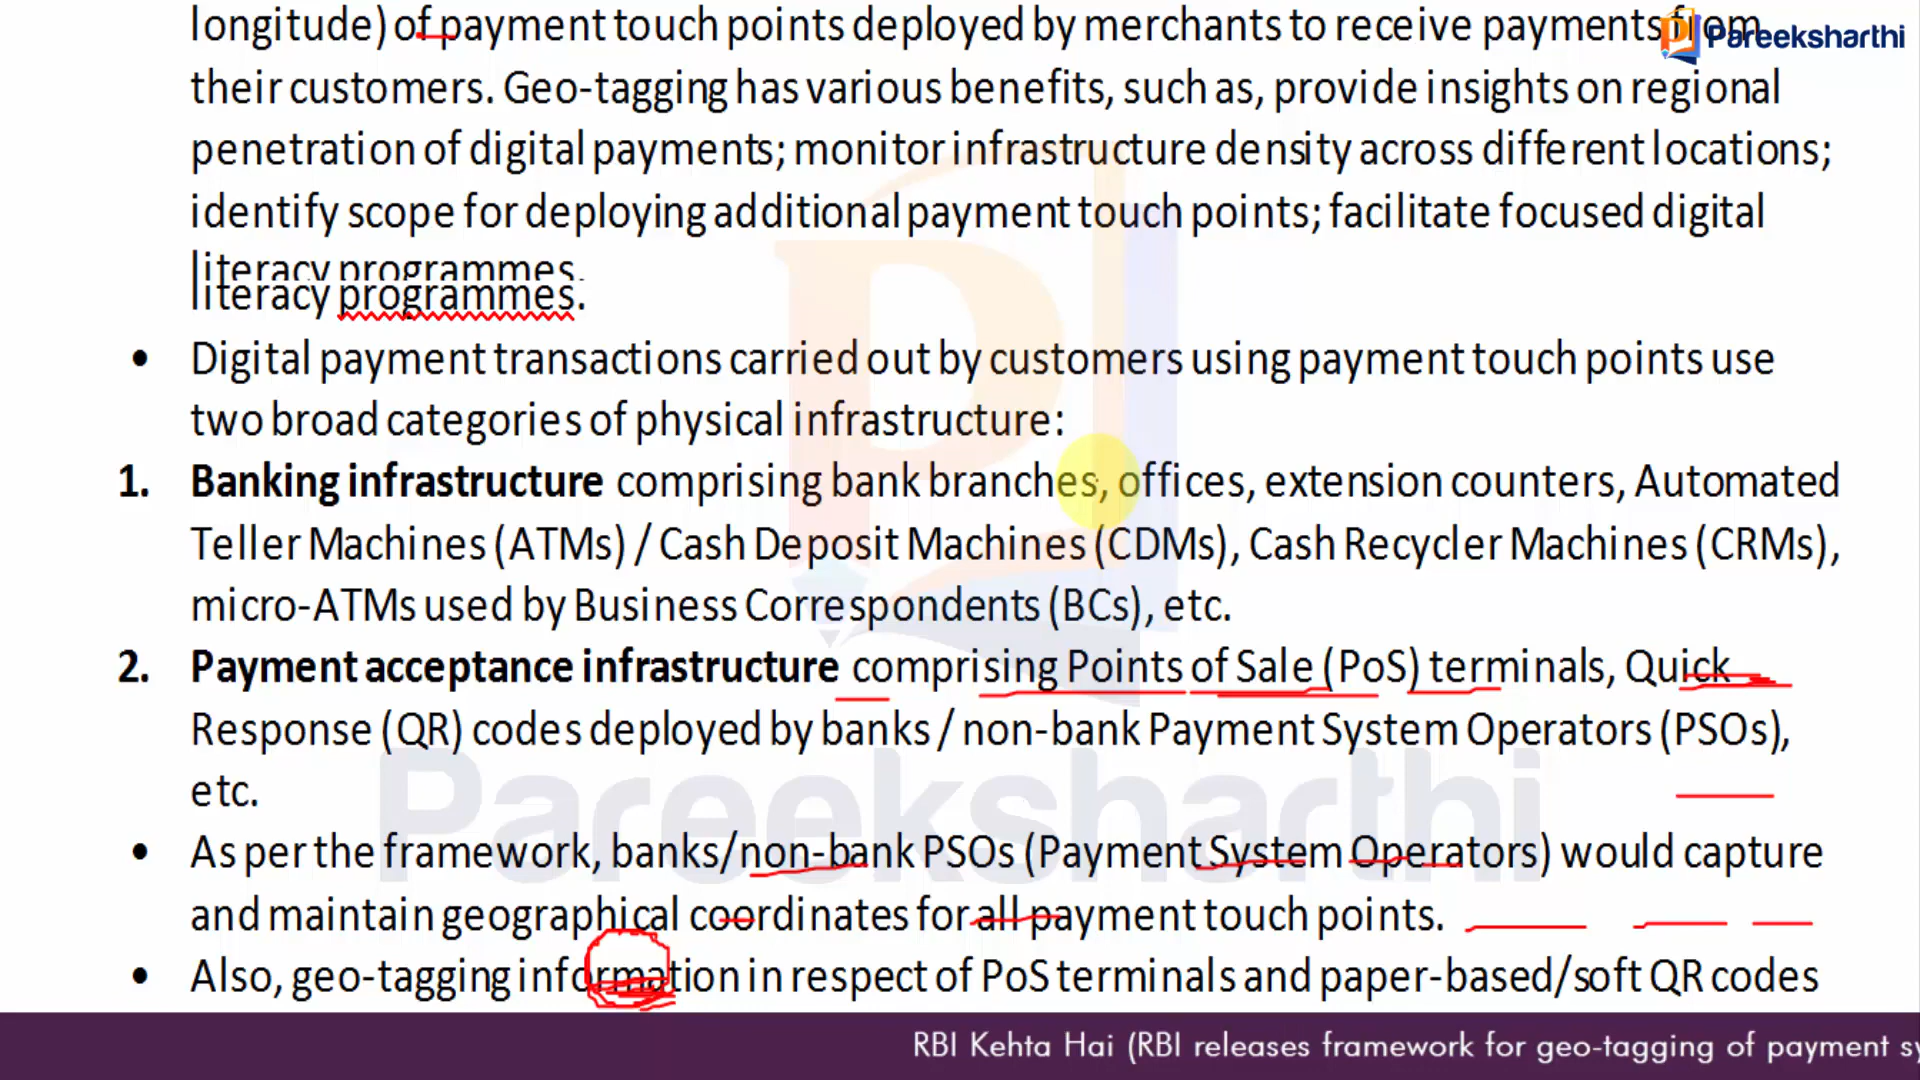 longitude) of payment touch points deployed by merchants to receive payments from
Pareeksharthi
their customers. Geo-tagging has various benefits, such as, provide insights on regional
penetration of digital payments; monitor infrastructure density across different locations;
identify scope for deploying additional payment touch points; facilitate focused digital
literacy programmes.
literacy programmes.
• Digital payment transactions carried out by customers using payment touch points use
two broad categories of physical infrastructure:
1. Banking infrastructure comprising bank branches, offices, extension counters, Automated
Teller Machines (ATMs) / Cash Deposit Machines (CDMs), Cash Recycler Machines (CRMs),
micro-ATMs used by Business Correspondents (BCs), etc.
2. Payment acceptance infrastructure comprising Points of Sale (PoS) terminals, Quick
Response (QR) codes deployed by banks / non-bank Payment System Operators (PSOs),
etc.
Pareeksharthi
• As per the framework, banks/non-bank PSOs (Payment System Operators) would capture
and maintain geographical coordinates for all payment touch points.
• Also, geo-tagging information in respect of PoS terminals and paper-based/soft QR codes
RBI Kehta Hai (RBI releases framework for geo-tagging of payment sy